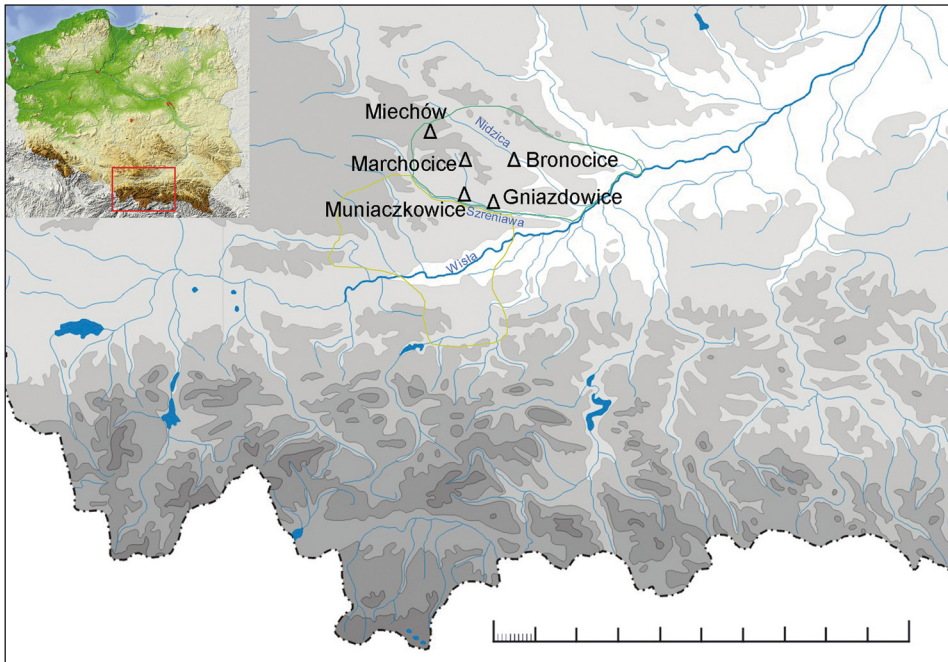 Miechów
Nidzica
Marchocice
Bronocice
Muniaczkowice
Gniazdowice
Szreniawa
Wisła